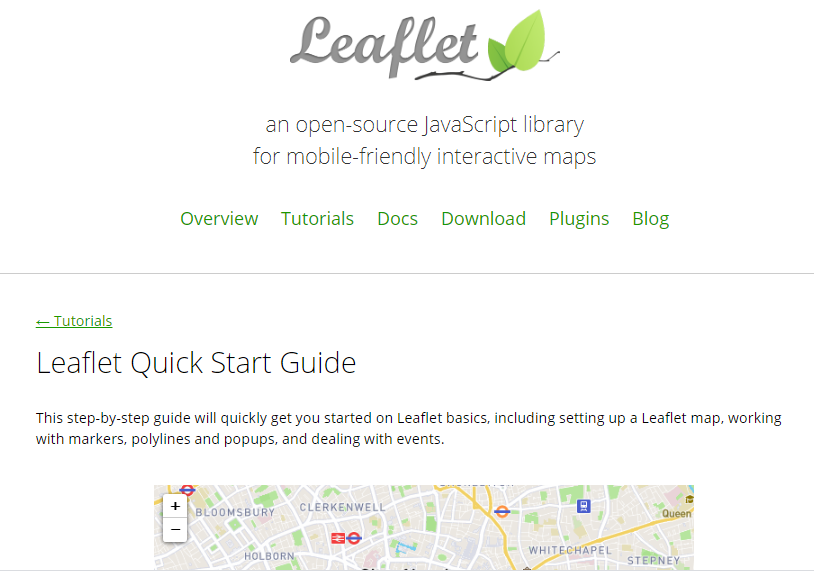 Leaflet
an open-source JavaScript library
for mobile-friendly interactive maps
Overview Tutorials Docs Download Plugins Blog
← Tutorials
Leaflet Quick Start Guide
This step-by-step guide will quickly get you started on Leaflet basics, including setting up a Leaflet map, working
with markers, polylines and popups, and dealing with events.
+
−
BLOOMSBURY
CLERKENWELL
Queen
HOLBORN
WHITECHAPEL
STEPNEY